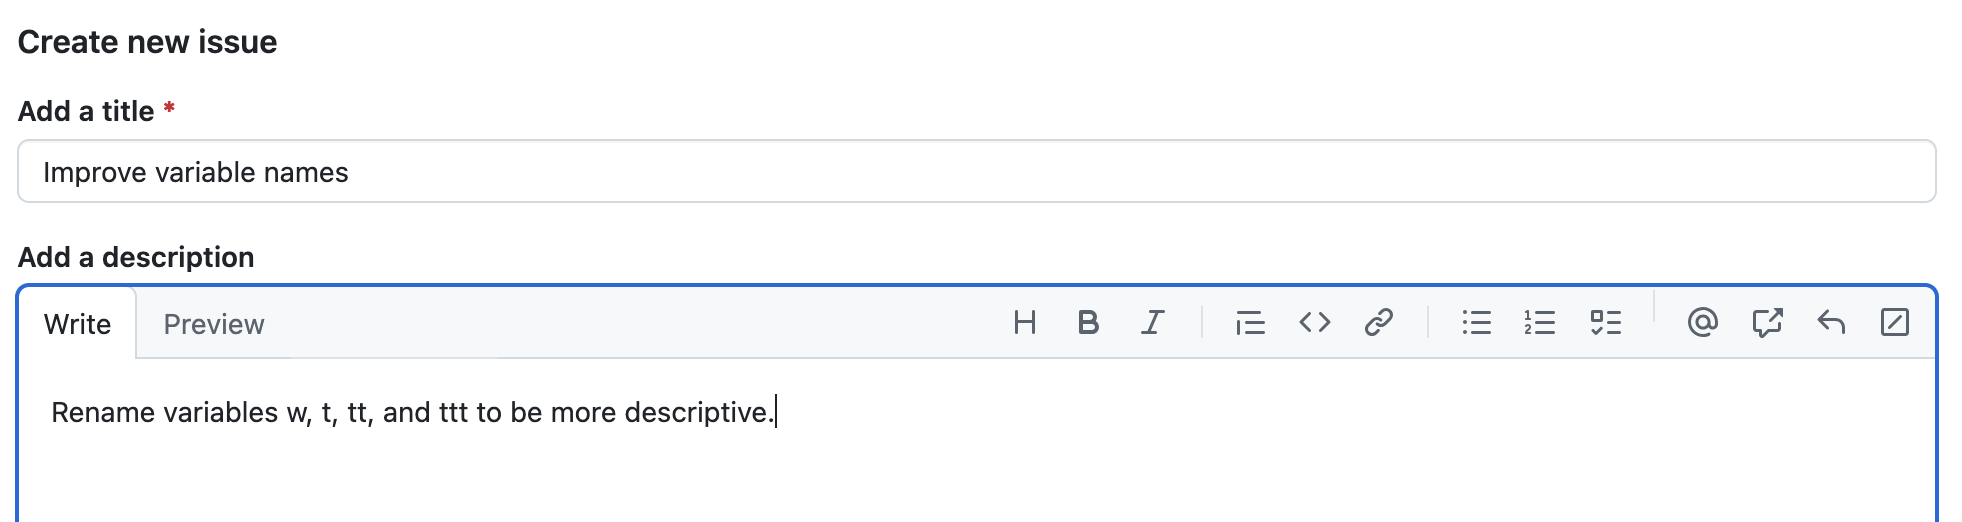 Create new issue
Add a title *
Improve variable names
Add a description
Write Preview
Rename variables w, t, tt, and ttt to be more descriptive.